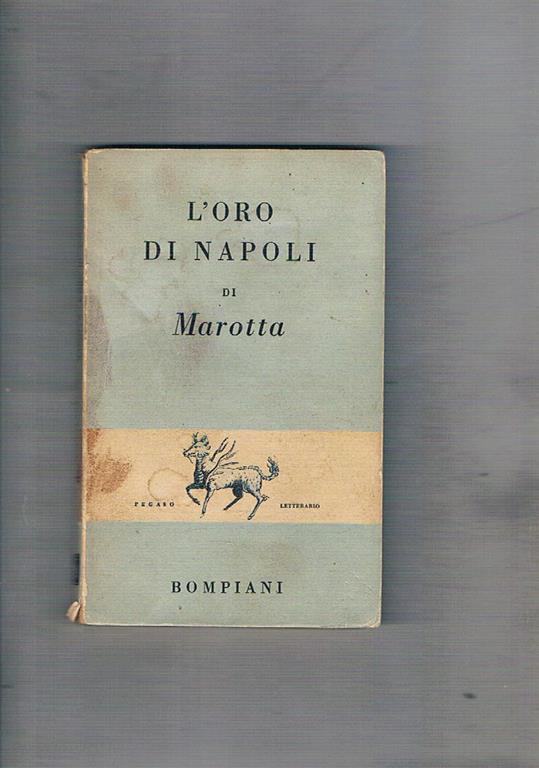 L'ORO
DI NAPOLI
DI
Marotta
PEGASO LETTERARIO
BOMPIANI